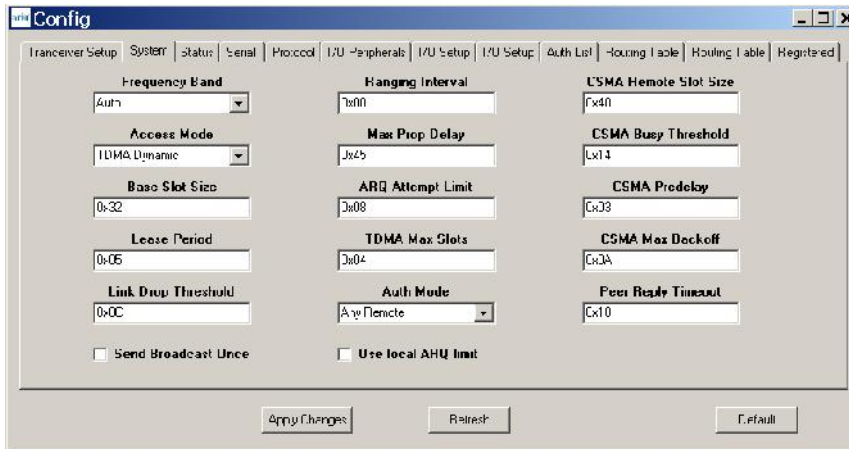 Config
Tranceiver Setup System Status Serial Protocol I/O Peripherals I/O Setup I/O Setup Auth List Routing Table Routing Table Registered
Frequency Band Ranging Interval CSMA Remote Slot Size
Auto 0x00 0x40
Access Mode Max Prop Delay CSMA Busy Threshold
TDMA Dynamic 0x45 0x14
Base Slot Size ARQ Attempt Limit CSMA Predelay
0x32 0x08 0x03
Lease Period TDMA Max Slots CSMA Max Backoff
0x05 0x04 0x0A
Link Drop Threshold Auth Mode Peer Reply Timeout
0x0C Any Remote 0x10
Send Broadcast Once Use local ARQ limit
Apply Changes Refresh Default